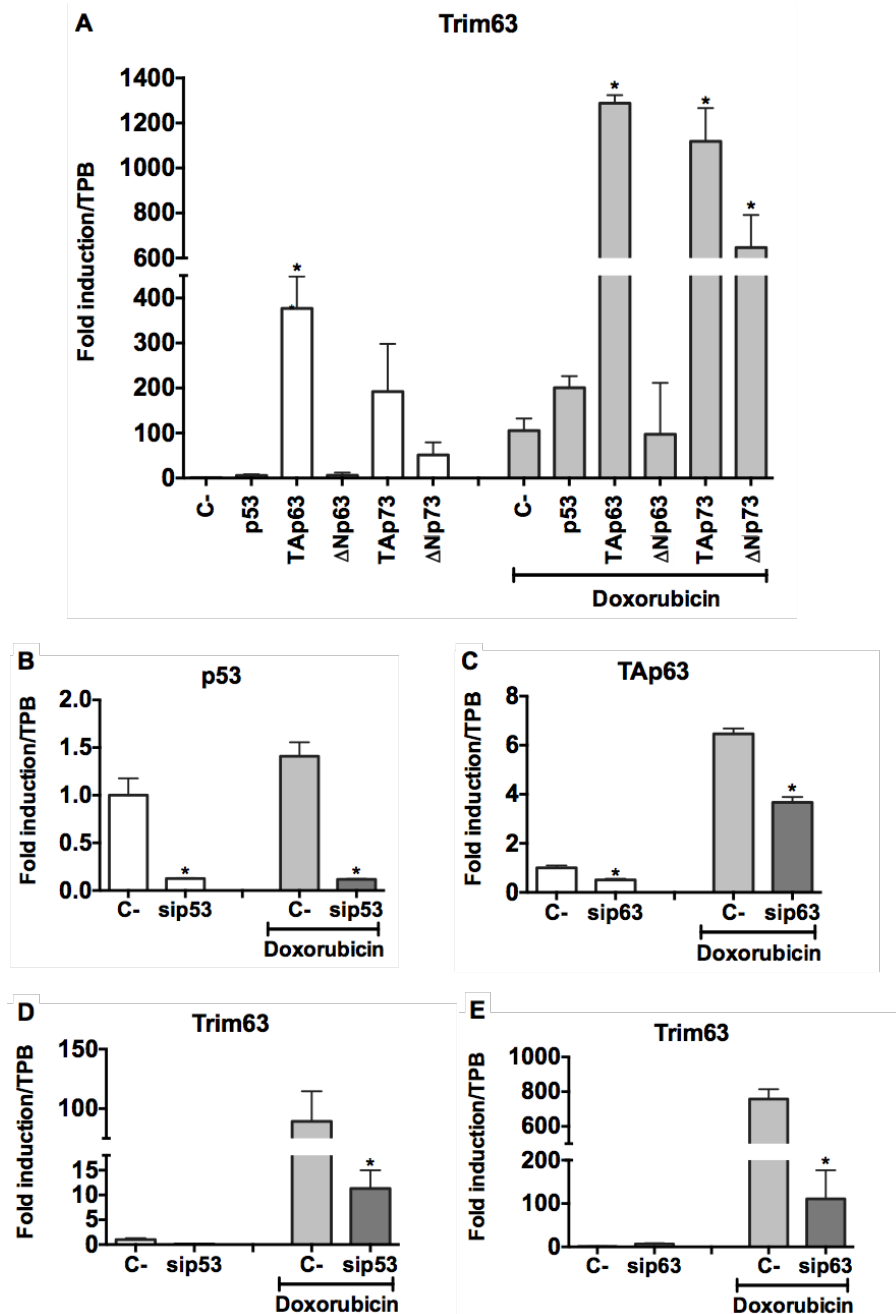 A
Trim63
Fold induction/TPB
1400
1200
1000
800
600
400
300
200
100
0
*
*
*
*
*
C-
p53
TAp63
ΔNp63
TAp73
ΔNp73
C-
p53
TAp63
ΔNp63
TAp73
ΔNp73
Doxorubicin
B
p53
Fold induction/TPB
2.0
1.5
1.0
0.5
0.0
*
*
C- sip53 C- sip53
Doxorubicin
C
TAp63
Fold induction/TPB
8
6
4
2
0
*
*
C- sip63 C- sip63
Doxorubicin
D
Trim63
Fold induction/TPB
150
100
15
10
5
0
*
C- sip53 C- sip53
Doxorubicin
E
Trim63
Fold induction/TPB
1000
800
600
200
100
0
*
C- sip63 C- sip63
Doxorubicin